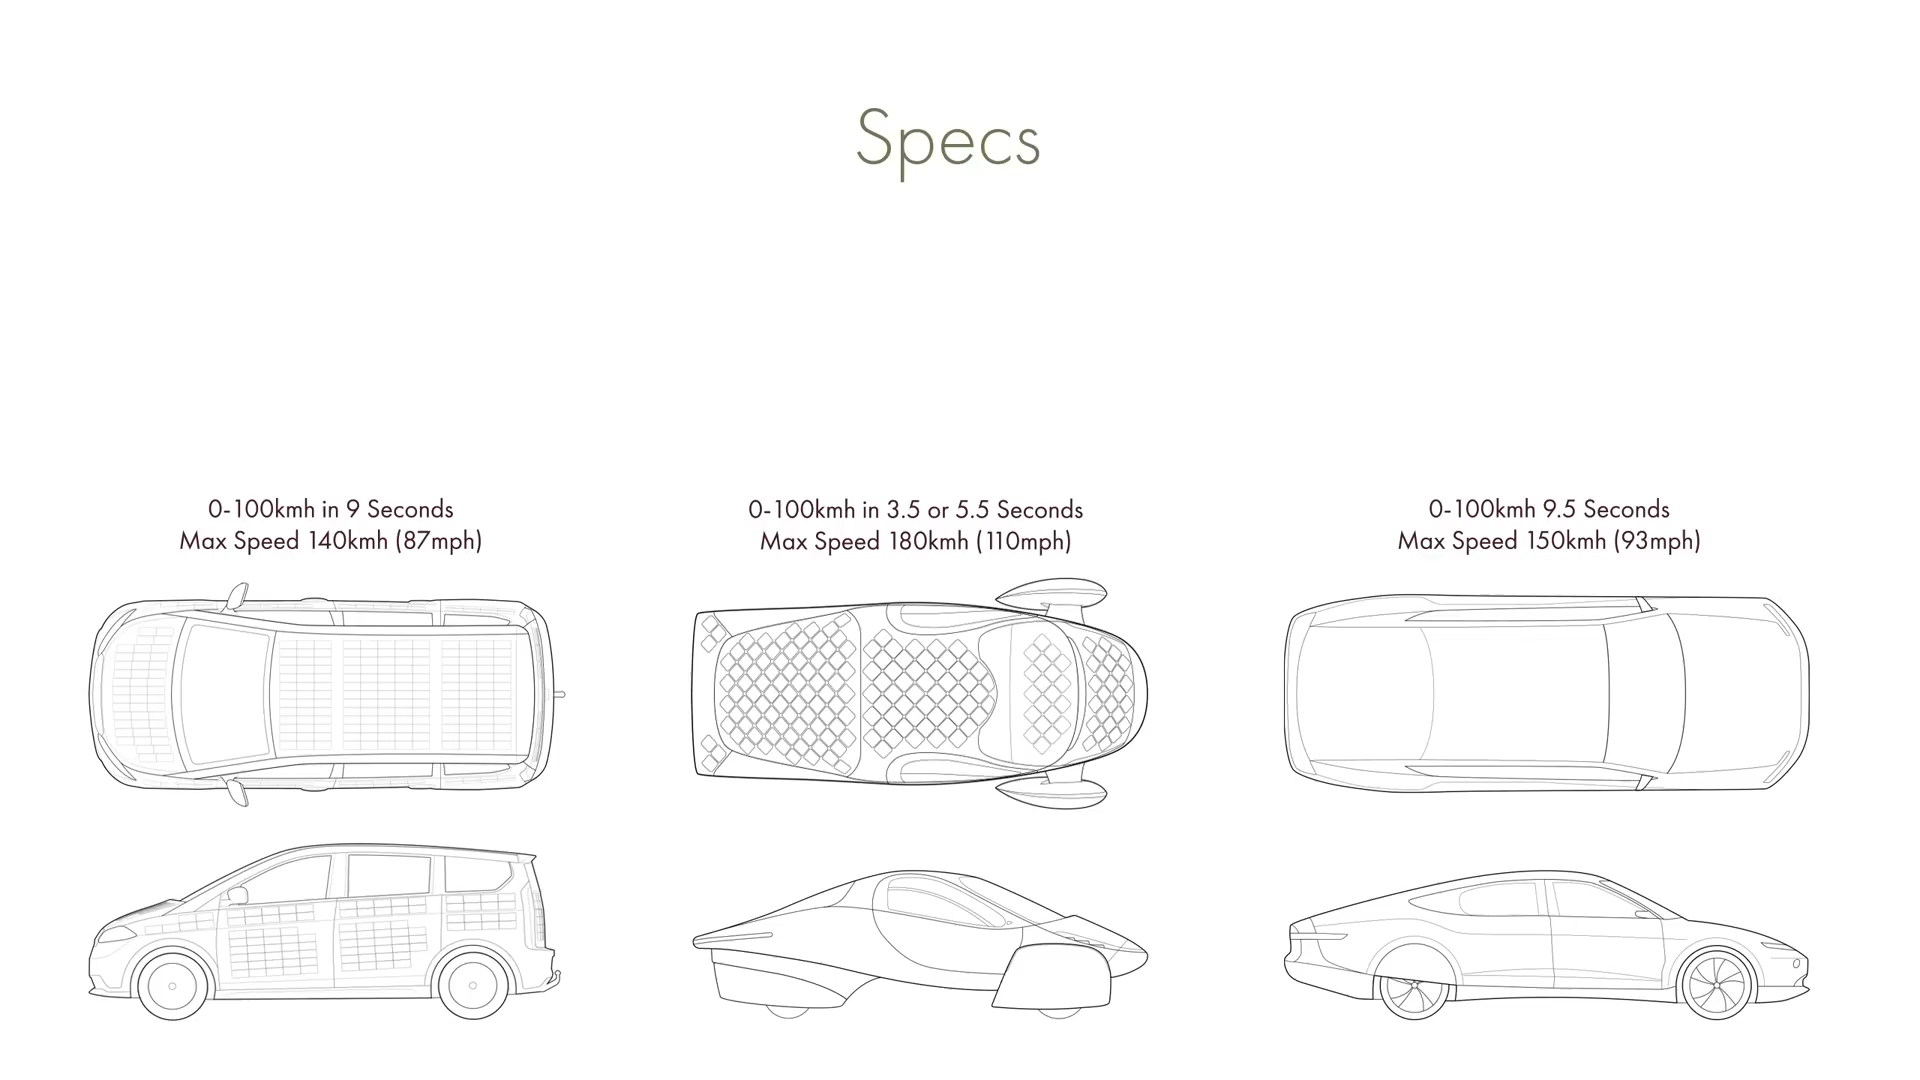 Specs
0-100kmh in 9 Seconds
Max Speed 140kmh (87mph)
0-100kmh in 3.5 or 5.5 Seconds
Max Speed 180kmh (110mph)
0-100kmh 9.5 Seconds
Max Speed 150kmh (93mph)